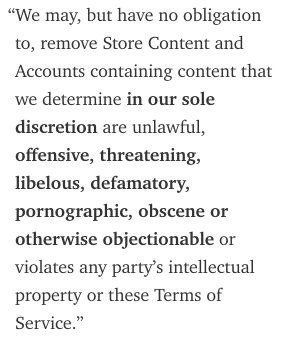 “We may, but have no obligation
to, remove Store Content and
Accounts containing content that
we determine in our sole
discretion are unlawful,
offensive, threatening,
libelous, defamatory,
pornographic, obscene or
otherwise objectionable or
violates any party’s intellectual
property or these Terms of
Service.”